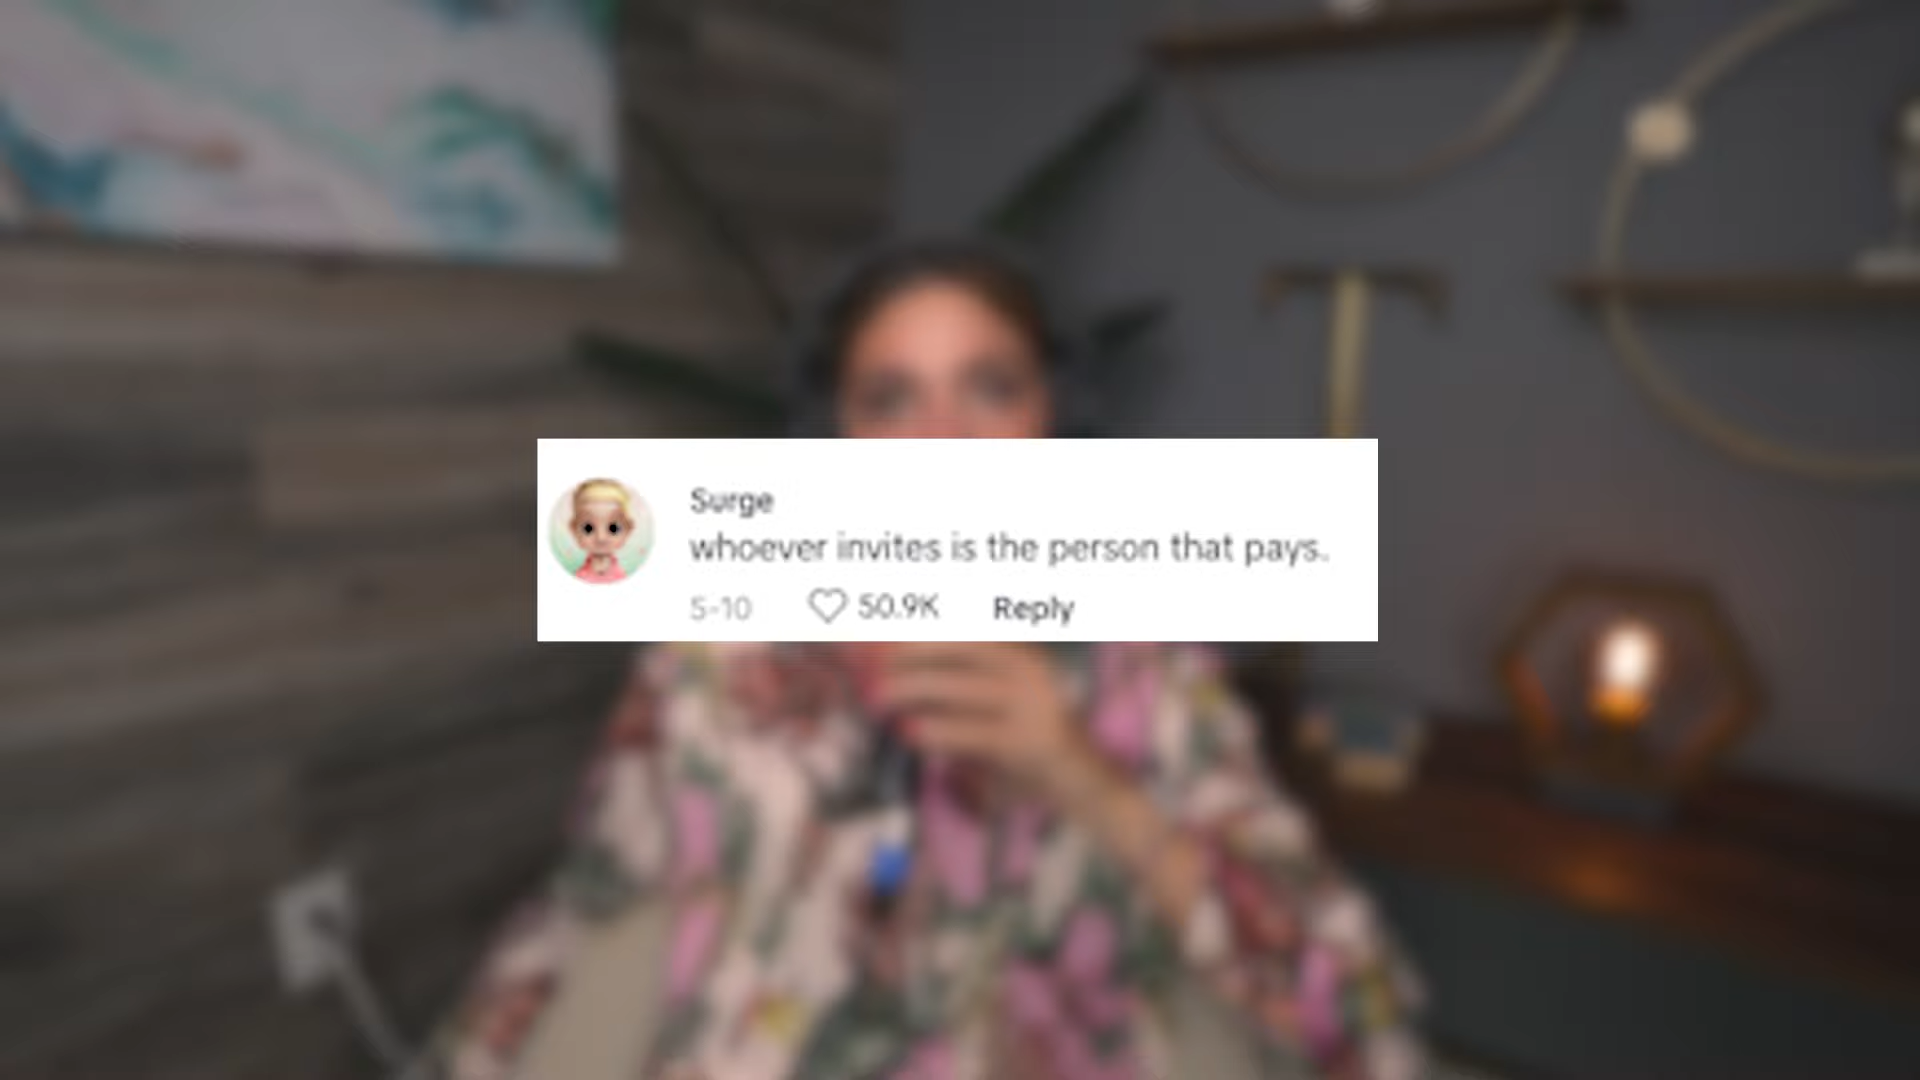 Surge
whoever invites is the person that pays.
5-10 50.9K Reply